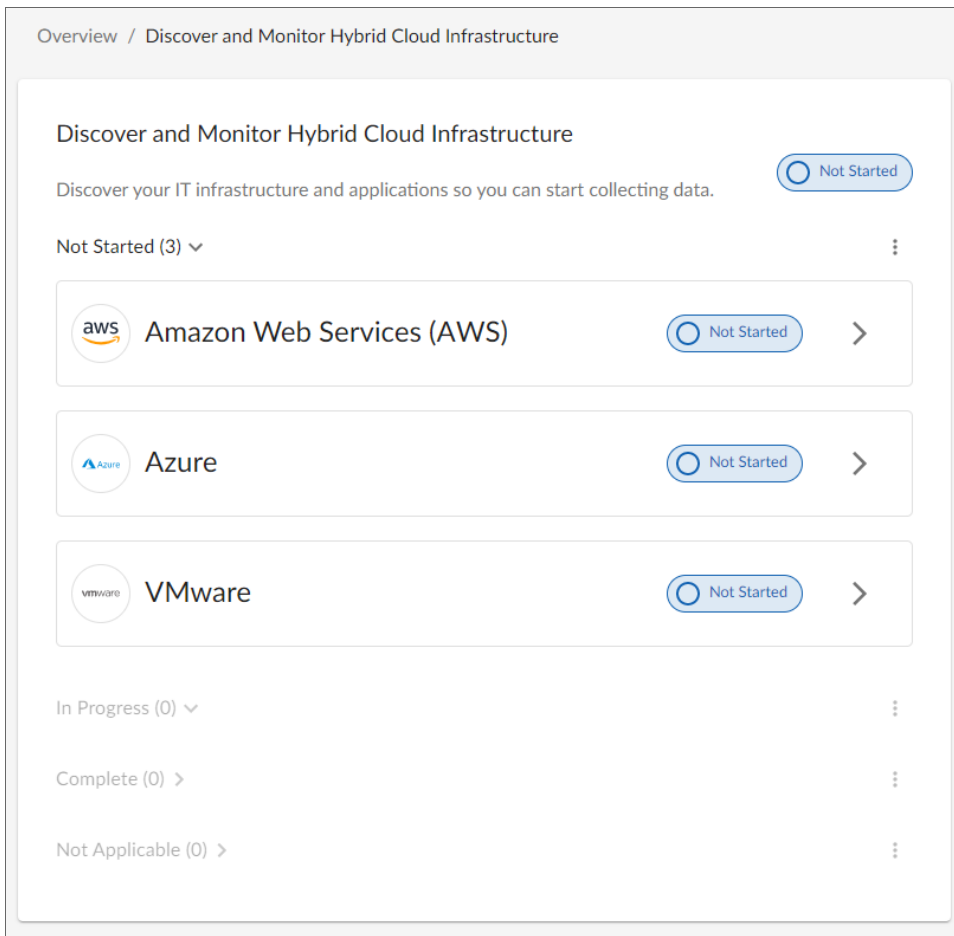 Overview / Discover and Monitor Hybrid Cloud Infrastructure
Discover and Monitor Hybrid Cloud Infrastructure
Not Started
Discover your IT infrastructure and applications so you can start collecting data.
Not Started (3)
aws Amazon Web Services (AWS) Not Started
Azure Azure Not Started
vmware VMware Not Started
In Progress (0)
Complete (0)
Not Applicable (0)